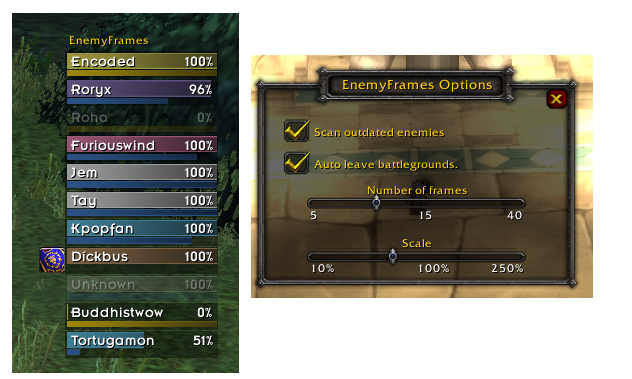 EnemyFrames
Encoded 100%
Roryx 96%
Roho 0%
Furiouswind 100%
Jem 100%
Tay 100%
Kpopfan 100%
Dickbus 100%
Unknown 100%
Buddhistwow 0%
Tortugamon 51%
EnemyFrames Options
Scan outdated enemies
Auto leave battlegrounds.
Number of frames
5 15 40
Scale
10% 100% 250%